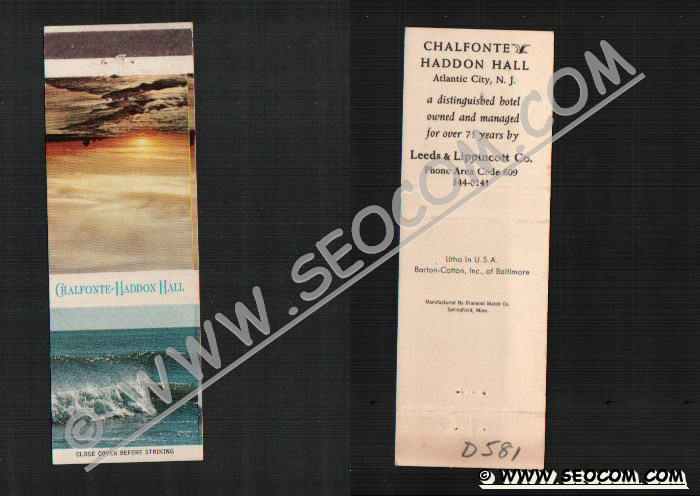 CHALFONTE-HADDON HALL
CLOSE COVER BEFORE STRIKING
CHALFONTE
HADDON HALL
Atlantic City, N. J.
a distinguished hotel
owned and managed
for over 75 years by
Leeds & Lippincott Co.
Phone Area Code 609
344-0141
Litho in U.S.A.
Barton-Cotton, Inc., of Baltimore
Manufactured By Diamond Match Co.
Springfield, Mass.
D581
© WWW.SEOCOM.COM
© WWW.SEOCOM.COM